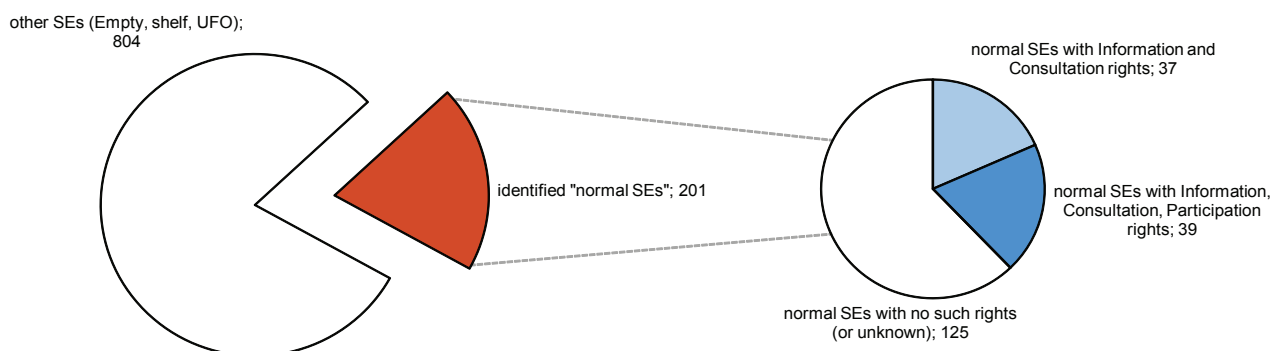 other SEs (Empty, shelf, UFO);
804
identified "normal SEs"; 201
normal SEs with Information and
Consultation rights; 37
normal SEs with Information,
Consultation, Participation
rights; 39
normal SEs with no such rights
(or unknown); 125